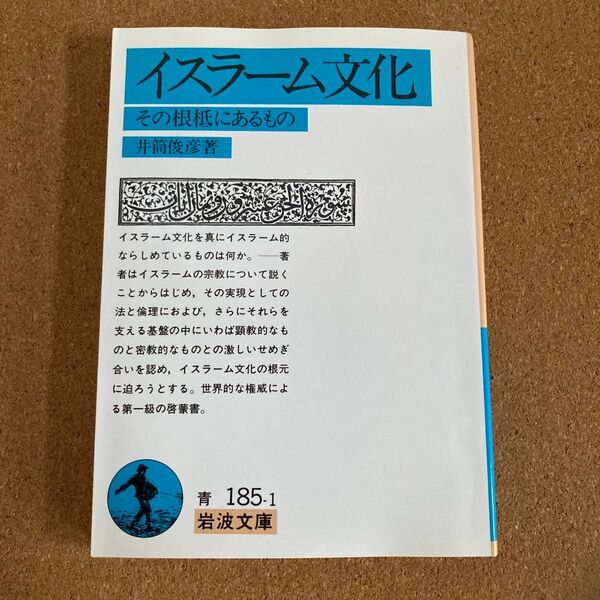 イスラーム文化
その根柢にあるもの
井筒俊彦著
イスラーム文化を真にイスラーム的
ならしめているものは何か。──著
者はイスラームの宗教について説く
ことからはじめ，その実現としての
法と倫理におよび，さらにそれらを
支える基盤の中にいわば顕教的なも
のと密教的なものとの激しいせめぎ
合いを認め，イスラーム文化の根元
に迫ろうとする。世界的な権威によ
る第一級の啓蒙書。
青 185-1
岩波文庫